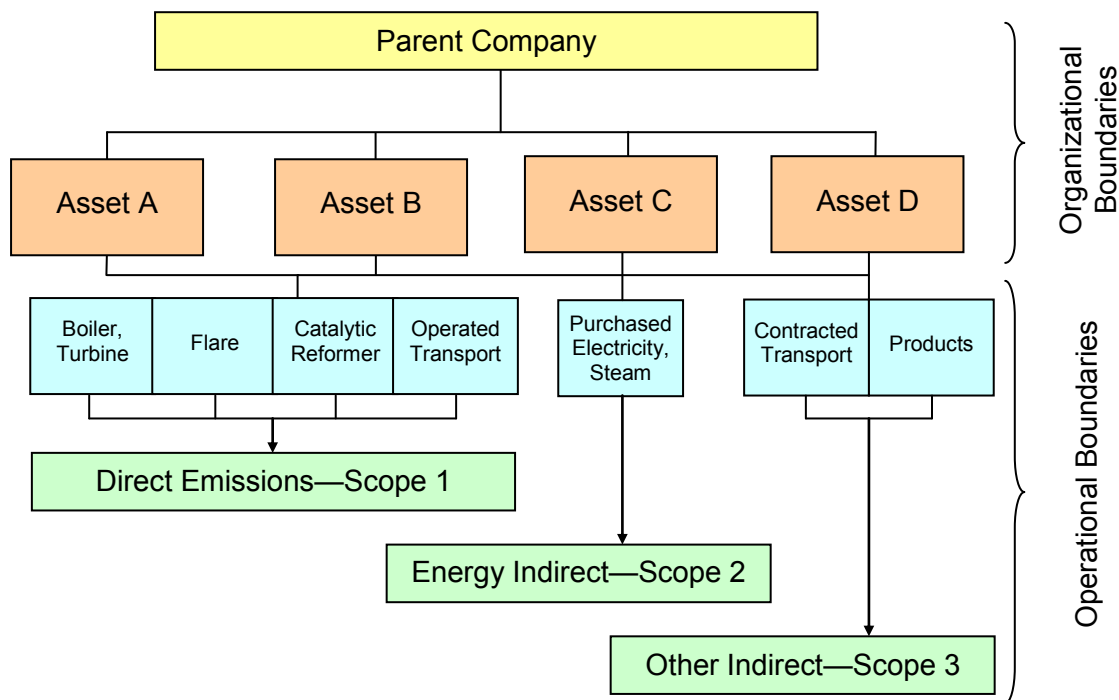 Parent Company
Organizational
Boundaries
Asset A
Asset B
Asset C
Asset D
Boiler,
Turbine
Flare
Catalytic
Reformer
Operated
Transport
Purchased
Electricity,
Steam
Contracted
Transport
Products
Operational Boundaries
Direct Emissions—Scope 1
Energy Indirect—Scope 2
Other Indirect—Scope 3